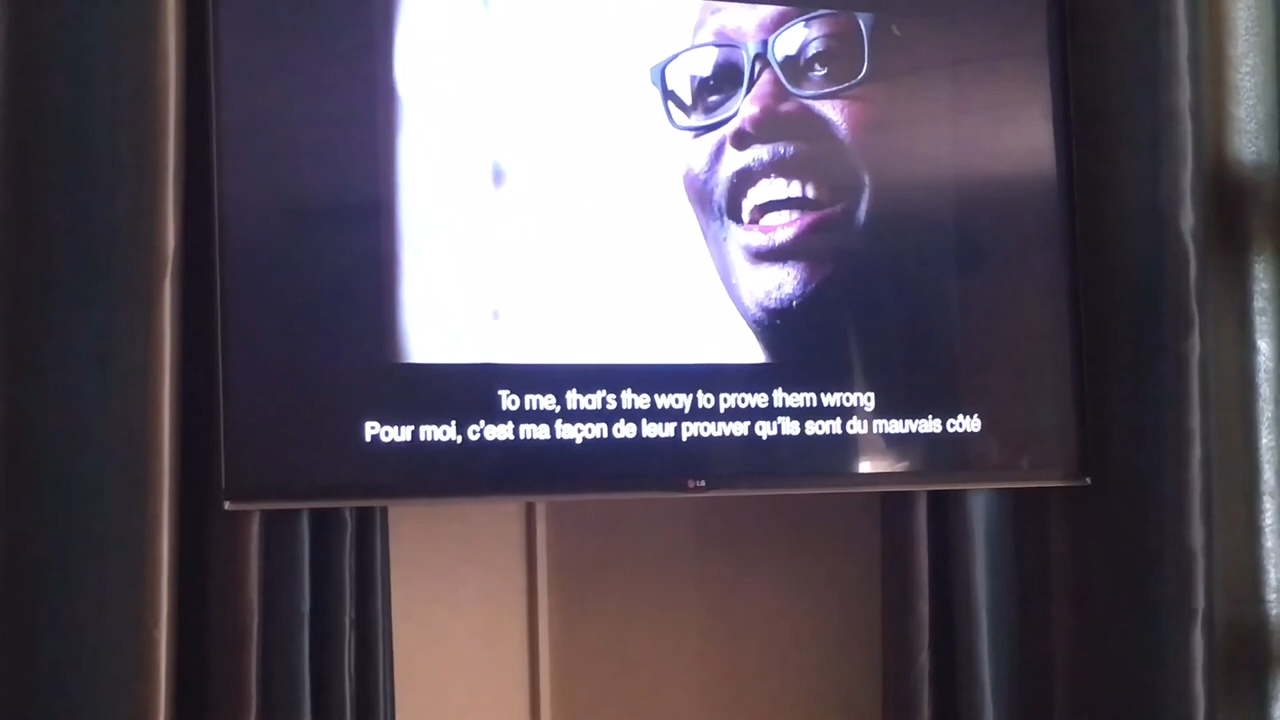 To me, that's the way to prove them wrong
Pour moi, c'est ma façon de leur prouver qu'ils sont du mauvais côté
LG